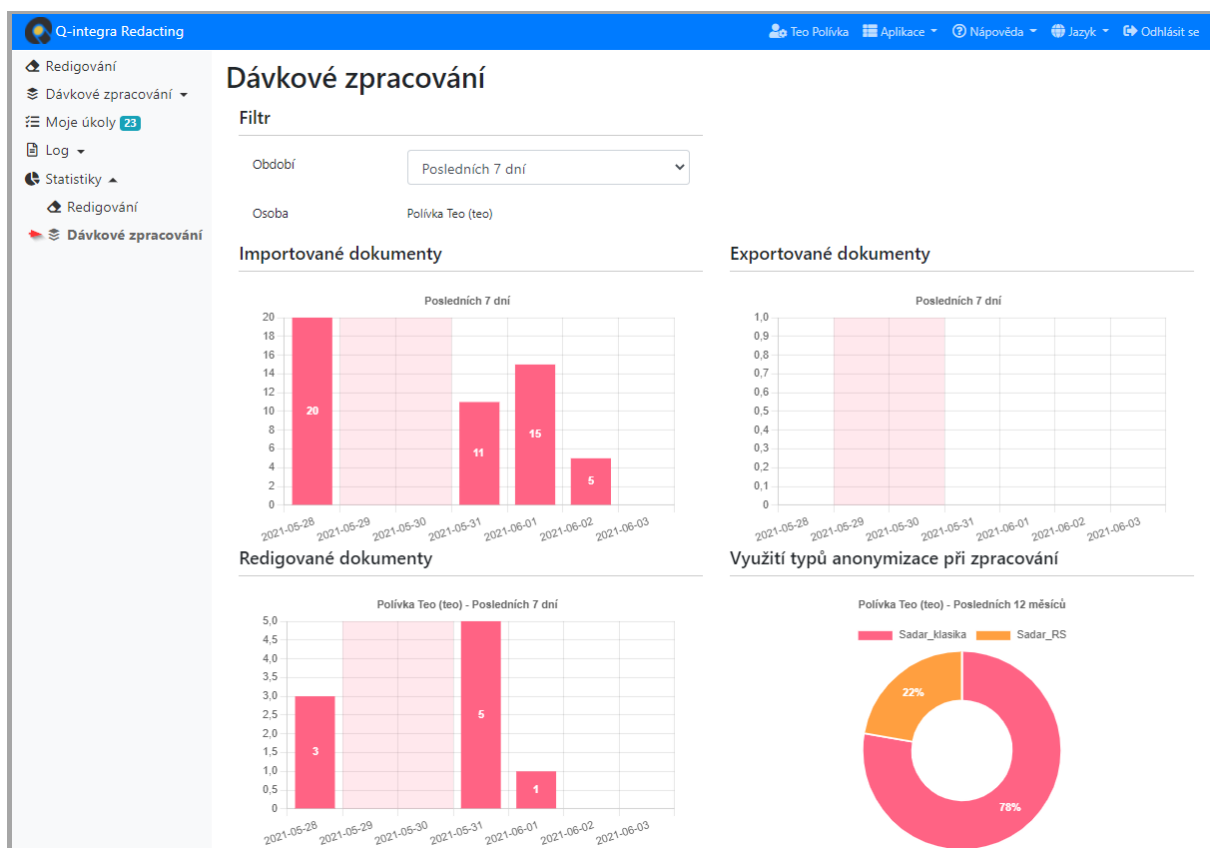 Q-integra Redacting
Teo Polívka Aplikace Nápověda Jazyk Odhlásit se
Redigování
Dávkové zpracování
Moje úkoly 23
Log
Statistiky
Redigování
Dávkové zpracování
Dávkové zpracování
Filtr
Období Posledních 7 dní
Osoba Polívka Teo (teo)
Importované dokumenty
Posledních 7 dní
20
18
16
14
12
10
8
6
4
2
0
20
11
15
5
2021-05-28 2021-05-29 2021-05-30 2021-05-31 2021-06-01 2021-06-02 2021-06-03
Exportované dokumenty
Posledních 7 dní
1,0
0,9
0,8
0,7
0,6
0,5
0,4
0,3
0,2
0,1
0
2021-05-28 2021-05-29 2021-05-30 2021-05-31 2021-06-01 2021-06-02 2021-06-03
Redigované dokumenty
Polívka Teo (teo) - Posledních 7 dní
5,0
4,5
4,0
3,5
3,0
2,5
2,0
1,5
1,0
0,5
0
3
5
1
2021-05-28 2021-05-29 2021-05-30 2021-05-31 2021-06-01 2021-06-02 2021-06-03
Využití typů anonymizace při zpracování
Polívka Teo (teo) - Posledních 12 měsíců
Sadar_klasika Sadar_RS
22%
78%